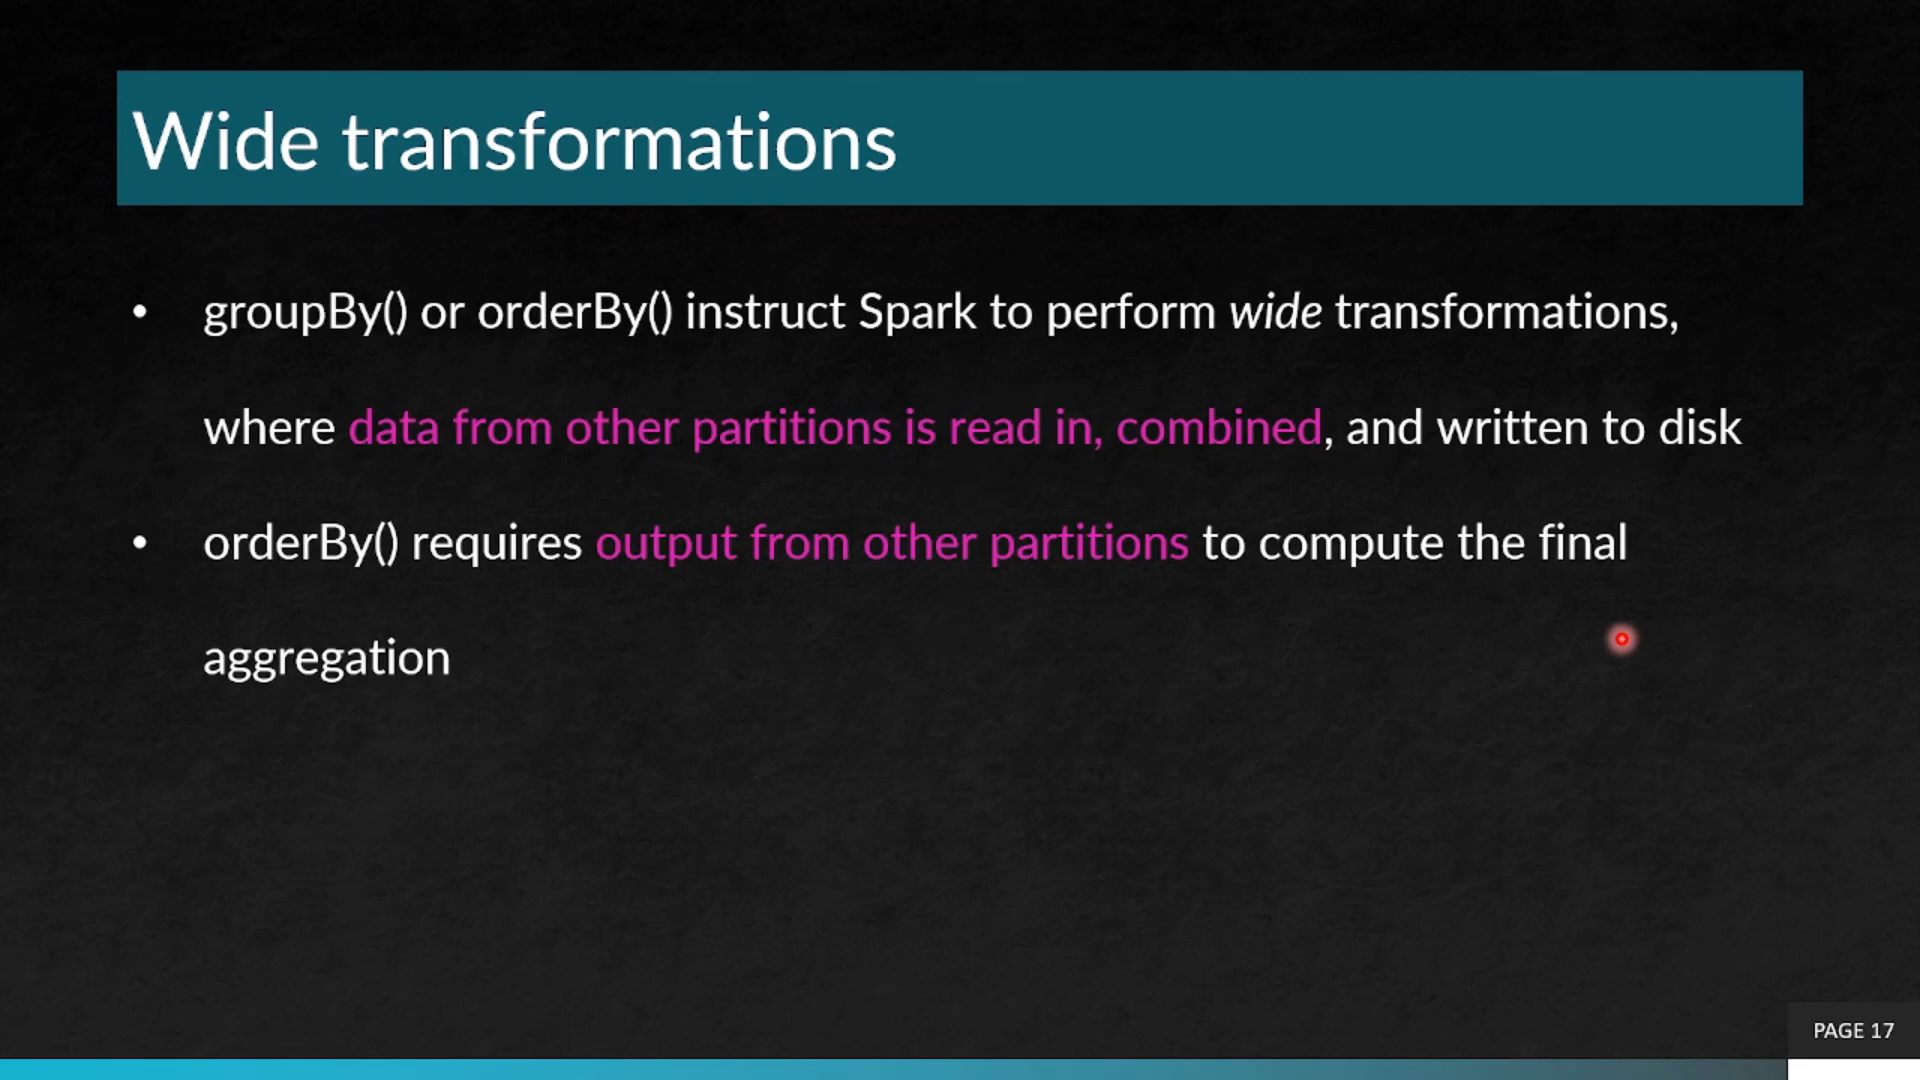 Wide transformations
• groupBy() or orderBy() instruct Spark to perform wide transformations,
where data from other partitions is read in, combined, and written to disk
• orderBy() requires output from other partitions to compute the final
aggregation
PAGE 17